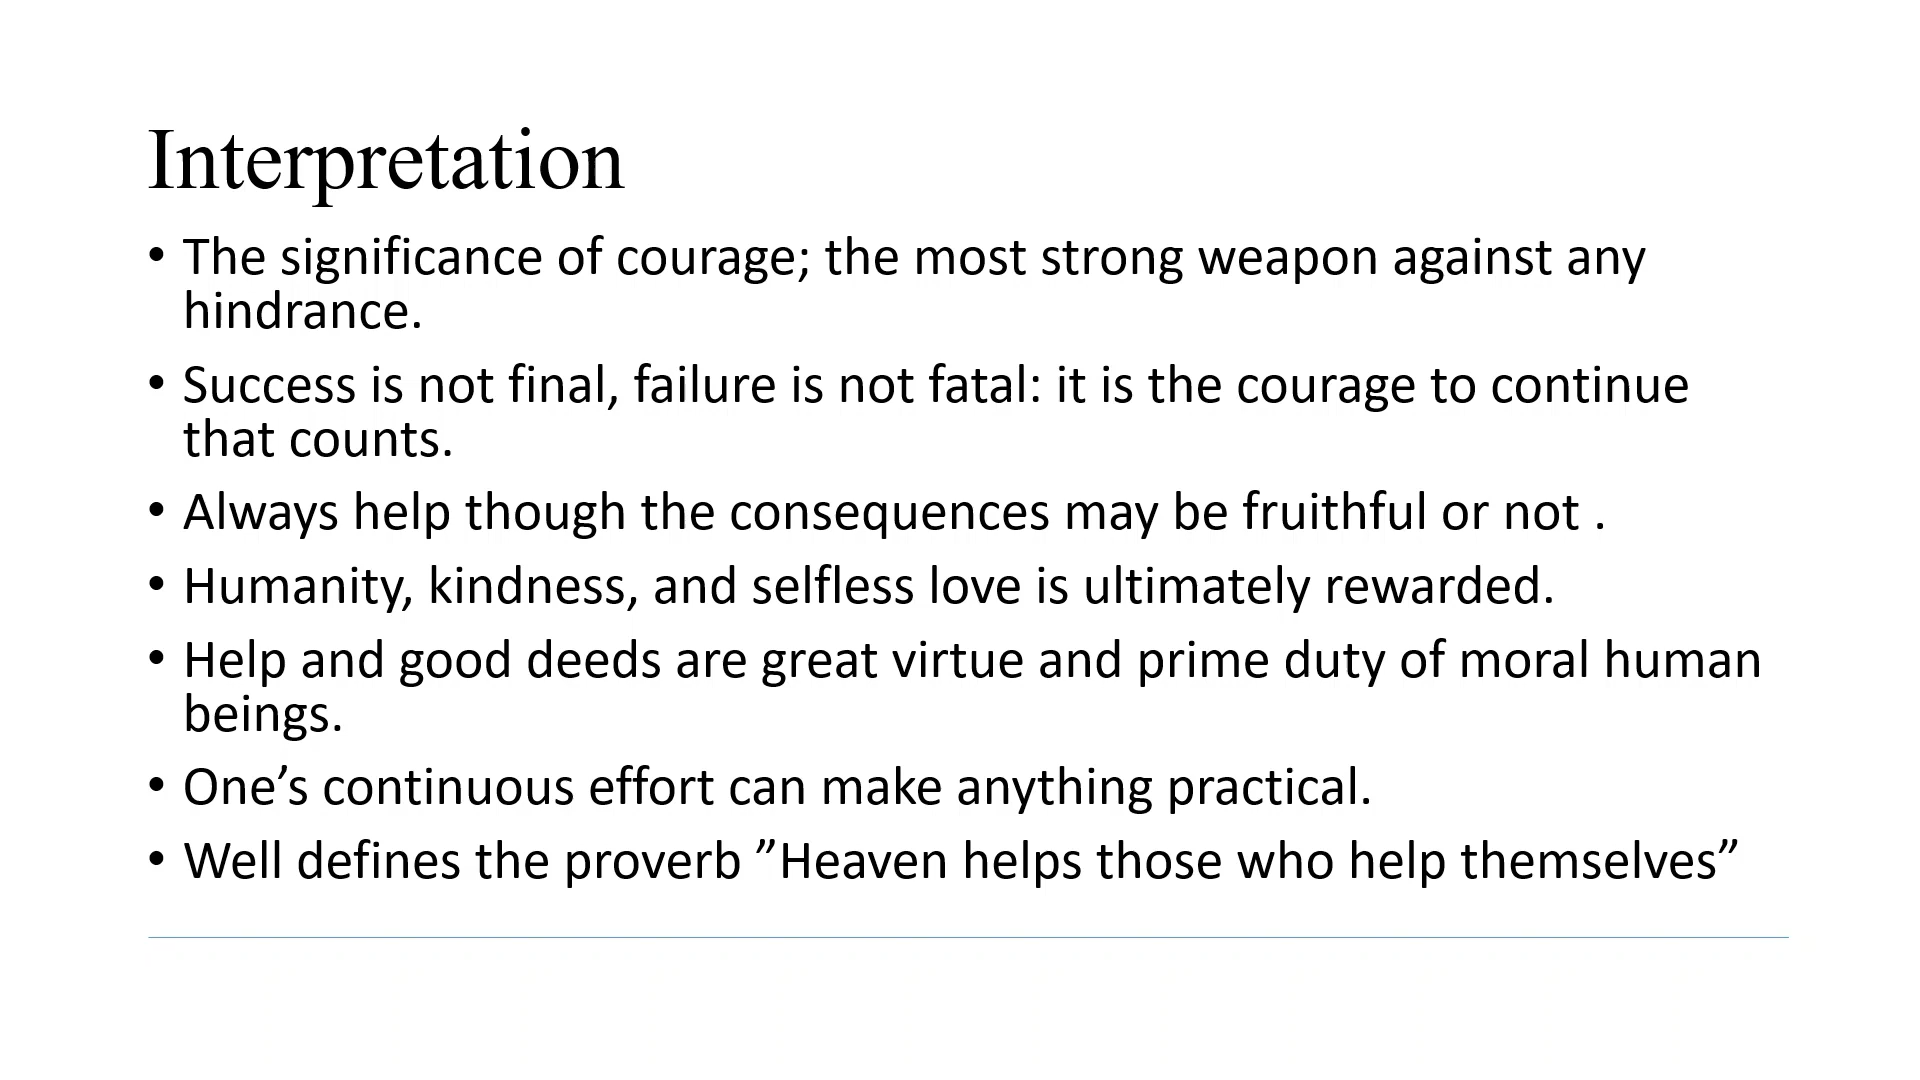 Interpretation
• The significance of courage; the most strong weapon against any
hindrance.
• Success is not final, failure is not fatal: it is the courage to continue
that counts.
• Always help though the consequences may be fruithful or not .
• Humanity, kindness, and selfless love is ultimately rewarded.
• Help and good deeds are great virtue and prime duty of moral human
beings.
• One’s continuous effort can make anything practical.
• Well defines the proverb ”Heaven helps those who help themselves”